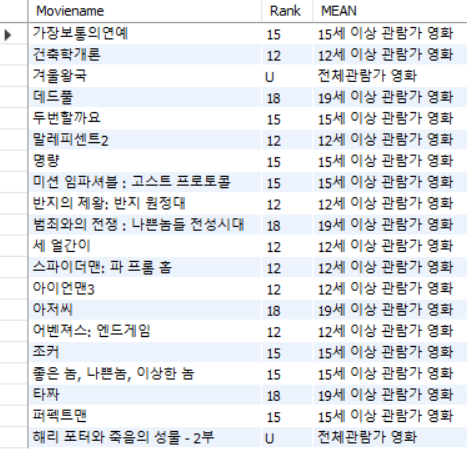 Moviename Rank MEAN
가장보통의연예 15 15세 이상 관람가 영화
건축학개론 12 12세 이상 관람가 영화
겨울왕국 U 전체관람가 영화
데드풀 18 19세 이상 관람가 영화
두번할까요 15 15세 이상 관람가 영화
말레피센트2 12 12세 이상 관람가 영화
명량 15 15세 이상 관람가 영화
미션 임파셔블 : 고스트 프로토콜 15 15세 이상 관람가 영화
반지의 제왕: 반지 원정대 12 12세 이상 관람가 영화
범죄와의 전쟁 : 나쁜놈들 전성시대 18 19세 이상 관람가 영화
세 얼간이 12 12세 이상 관람가 영화
스파이더맨: 파 프롬 홈 12 12세 이상 관람가 영화
아이언맨3 12 12세 이상 관람가 영화
아저씨 18 19세 이상 관람가 영화
어벤져스: 엔드게임 12 12세 이상 관람가 영화
조커 15 15세 이상 관람가 영화
좋은 놈, 나쁜놈, 이상한 놈 15 15세 이상 관람가 영화
타짜 18 19세 이상 관람가 영화
퍼펙트맨 15 15세 이상 관람가 영화
해리 포터와 죽음의 성물 - 2부 U 전체관람가 영화